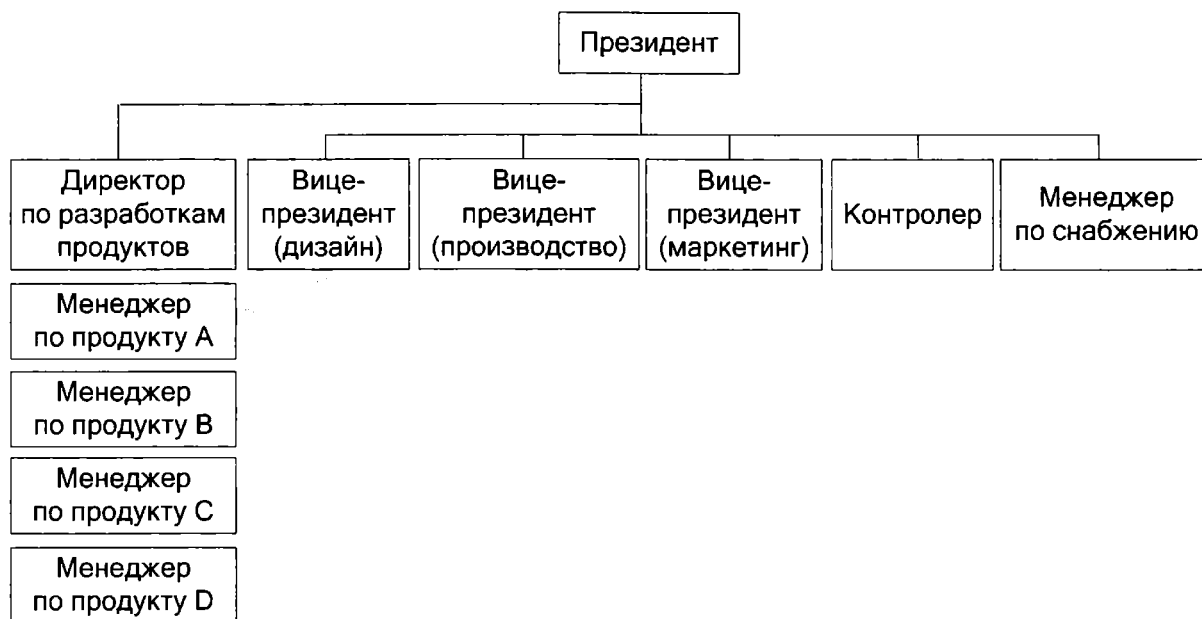 Президент
Директор
по разработкам
продуктов
Вице-
президент
(дизайн)
Вице-
президент
(производство)
Вице-
президент
(маркетинг)
Контролер
Менеджер
по снабжению
Менеджер
по продукту A
Менеджер
по продукту B
Менеджер
по продукту C
Менеджер
по продукту D